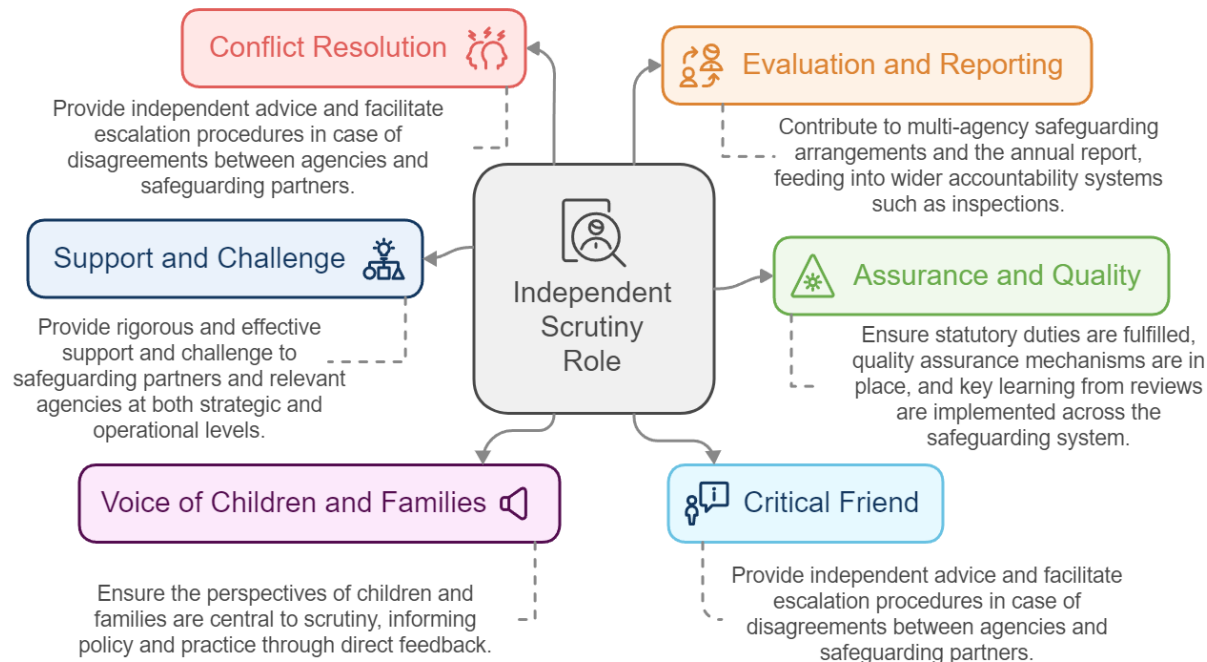 Conflict Resolution
Provide independent advice and facilitate
escalation procedures in case of
disagreements between agencies and
safeguarding partners.
Evaluation and Reporting
Contribute to multi-agency safeguarding
arrangements and the annual report,
feeding into wider accountability systems
such as inspections.
Independent
Scrutiny
Role
Support and Challenge
Provide rigorous and effective
support and challenge to
safeguarding partners and relevant
agencies at both strategic and
operational levels.
Assurance and Quality
Ensure statutory duties are fulfilled,
quality assurance mechanisms are in
place, and key learning from reviews
are implemented across the
safeguarding system.
Voice of Children and Families
Ensure the perspectives of children and
families are central to scrutiny, informing
policy and practice through direct feedback.
i
Critical Friend
Provide independent advice and facilitate
escalation procedures in case of
disagreements between agencies and
safeguarding partners.